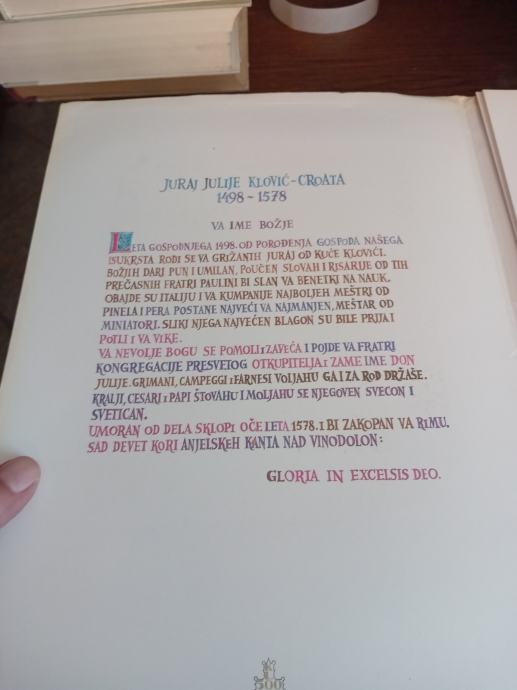 JURAJ JULIJE KLOVIĆ-CROATA
1498~1578
VA IME BOŽJE
LETA GOSPODNJEGA 1498. OD POROĐENJA GOSPODA NAŠEGA
ISUKRSTA RODI SE VA GRIŽANIH JURAJ OD KUĆE KLOVIĆI.
BOŽJIH DARI PUN I UMILAN, POUČEN SLOVAH I RISARIJE OD TIH
PREČASNIH FRATRI PAULINI BI SLAN VA BENETKI NA NAUK.
OBAJDE SU ITALIJU I VA KUMPANIJE NAJBOLJEH MEŠTRI OD
PINELA I PERA POSTANE NAJVEĆI VA NAJMANJEN, MEŠTAR OD
MINIATORI. SLIKI NJEGA NAJVEĆEN BLAGON SU BILE PRIJA I
POTLI I VA VIKE.
VA NEVOLJE BOGU SE POMOLI I ZAVEĆA I POJDE VA FRATRI
KONGREGACIJE PRESVETOG OTKUPITELJA I ZAME IME DON
JULIJE. GRIMANI, CAMPEGGI I FARNESI VOLJAHU GA I ZA ROD DRŽAŠE.
KRALJI, CESARI I PAPI ŠTOVAHU I MOLJAHU SE NJEGOVEN SVECON I
SVETICAN.
UMORAN OD DELA SKLOPI OČE LETA 1578. I BI ZAKOPAN VA RIMU.
SAD DEVET KORI ANJELSKEH KANTA NAD VINODOLON:
GLORIA IN EXCELSIS DEO.
500